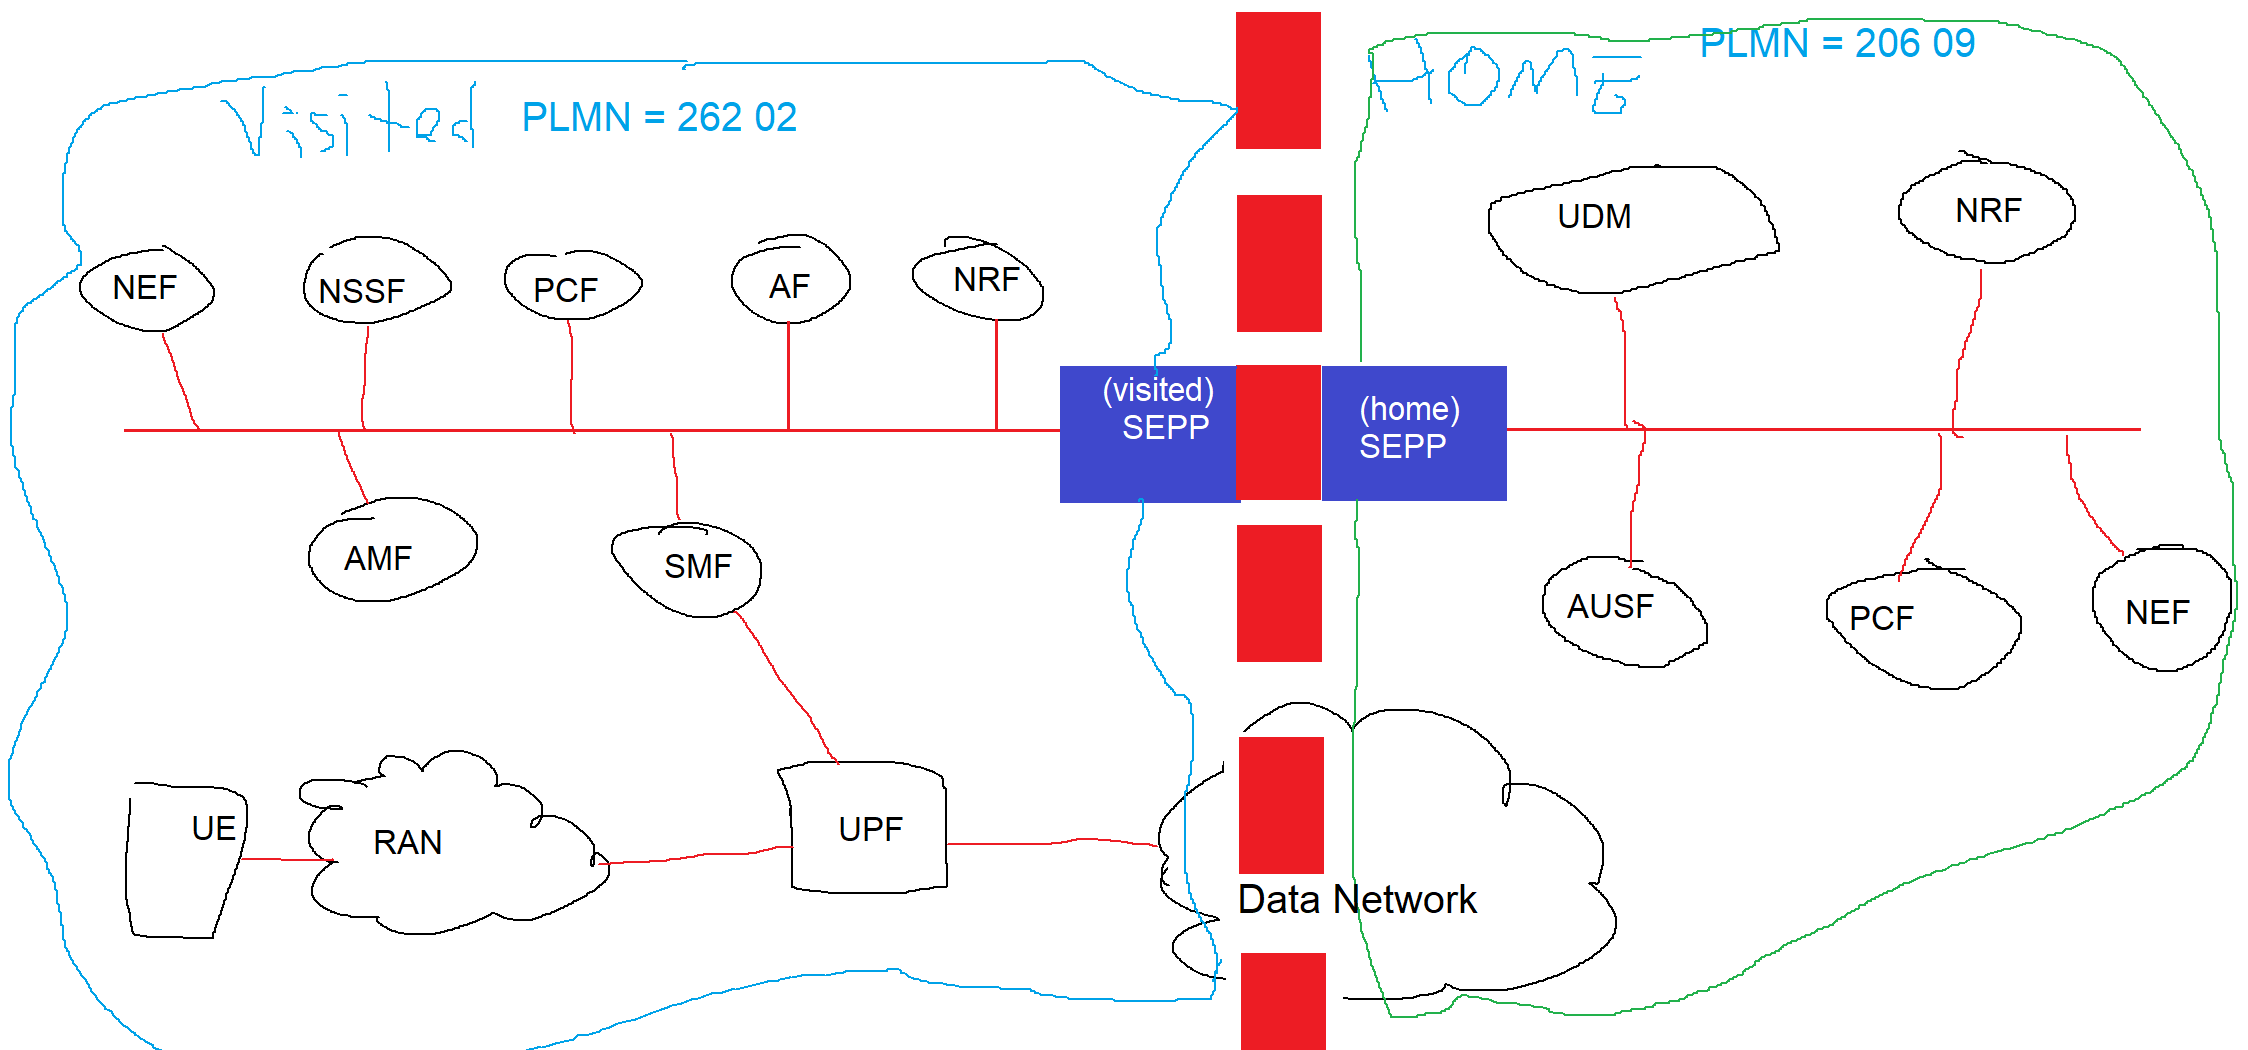 Visited
PLMN = 262 02
HOME
PLMN = 206 09
NEF
NSSF
PCF
AF
NRF
(visited)
SEPP
AMF
SMF
UE
RAN
UPF
Data Network
UDM
NRF
(home)
SEPP
AUSF
PCF
NEF